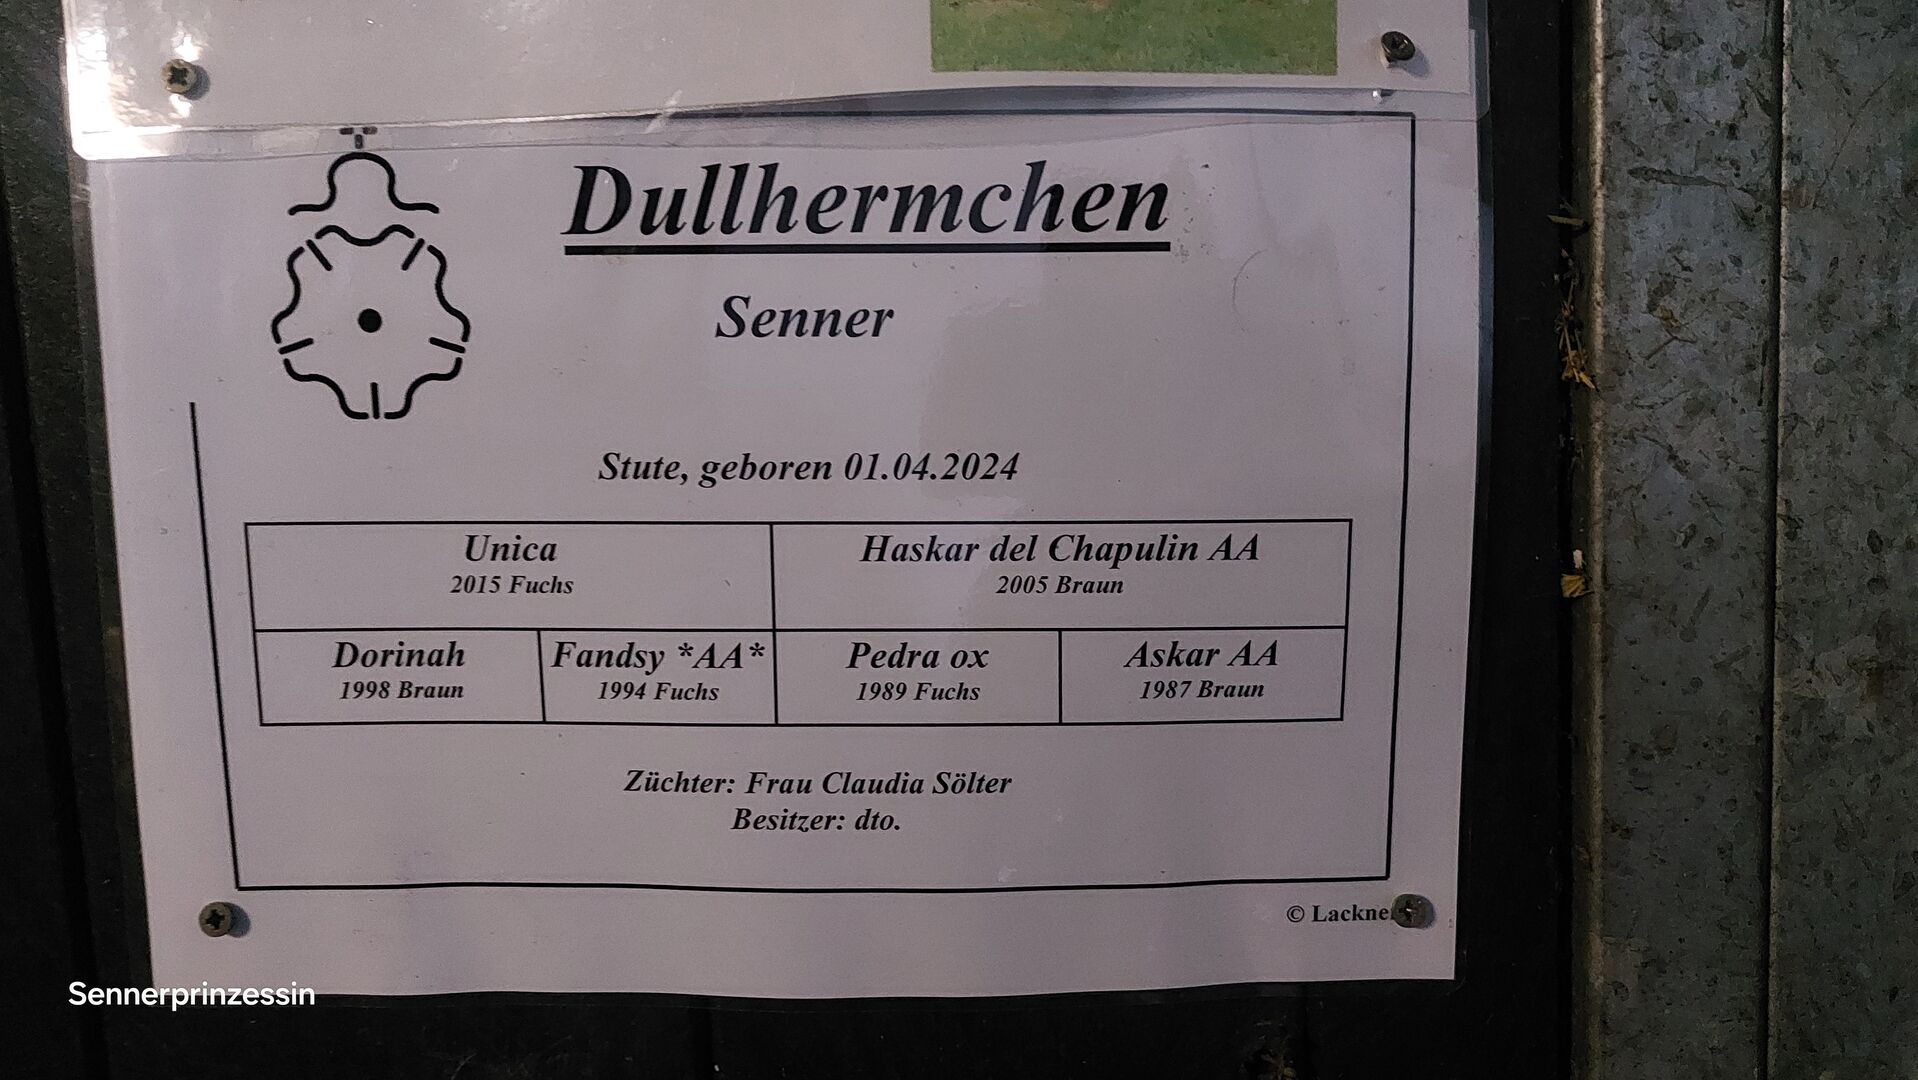 Dullhermchen
Senner
Stute, geboren 01.04.2024
Unica
2015 Fuchs
Haskar del Chapulin AA
2005 Braun
Dorinah
1998 Braun
Fandsy *AA*
1994 Fuchs
Pedra ox
1989 Fuchs
Askar AA
1987 Braun
Züchter: Frau Claudia Sölter
Besitzer: dto.
© Lackne
Sennerprinzessin